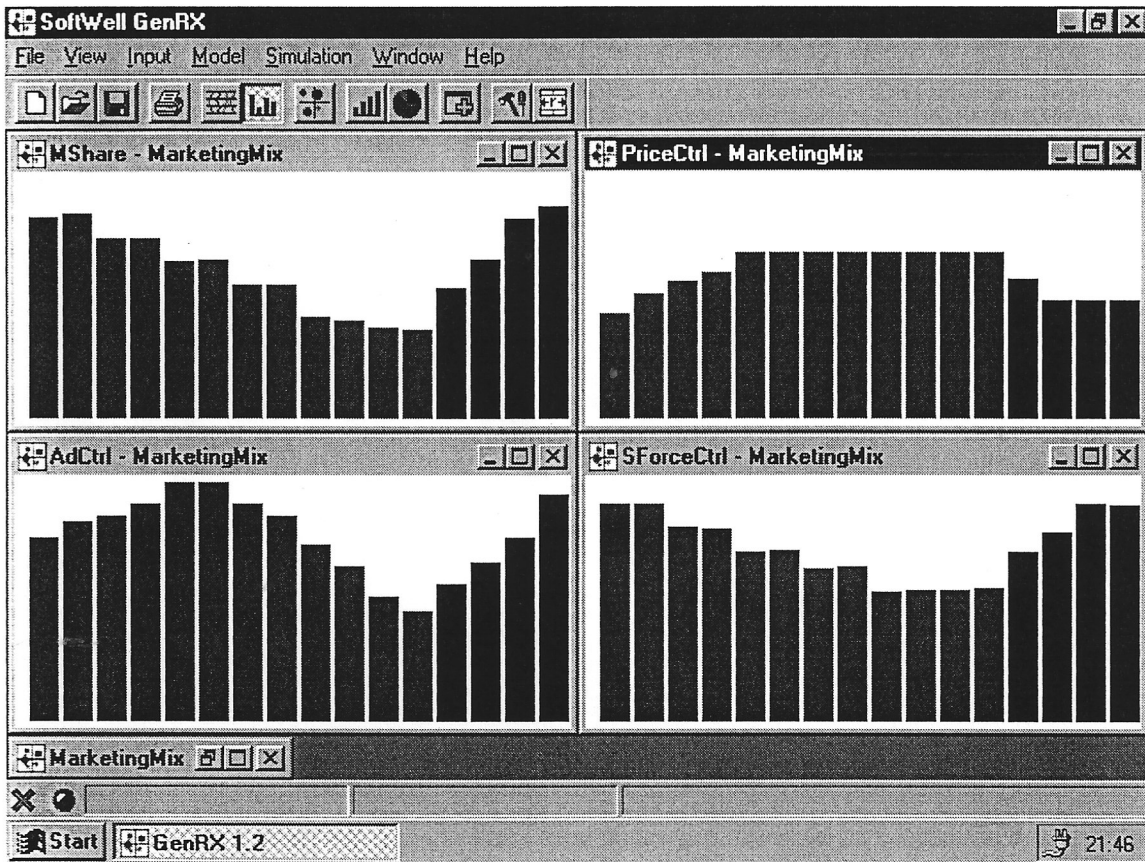 SoftWell GenRX
File View Input Model Simulation Window Help
MShare - MarketingMix
PriceCtrl - MarketingMix
AdCtrl - MarketingMix
SForceCtrl - MarketingMix
MarketingMix
Start GenRX 1.2 21:46